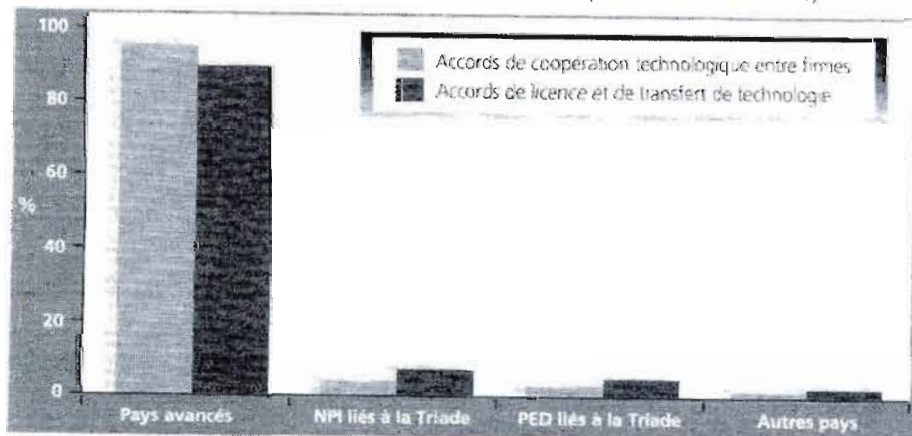 100
80
60
%
40
20
0
Accords de coopération technologique entre firmes
Accords de licence et de transfert de technologie
Pays avancés
NPI liés à la Triade
PED liés à la Triade
Autres pays